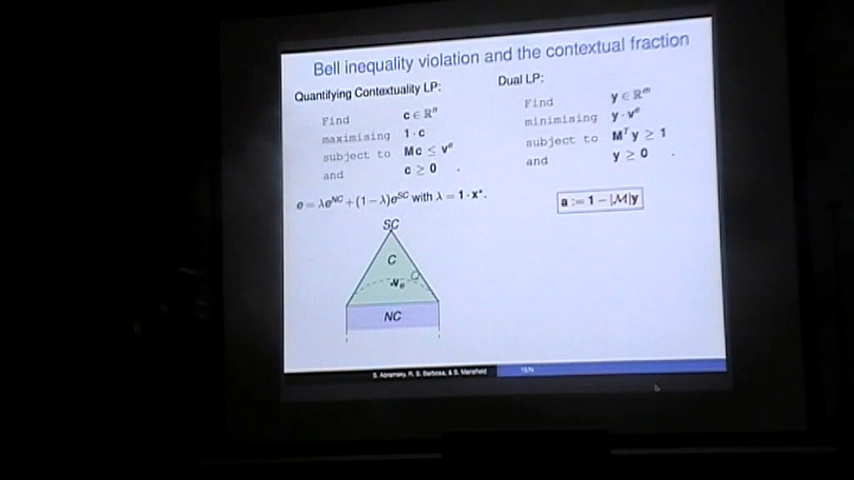 Bell inequality violation and the contextual fraction
Quantifying Contextuality LP:
Find c ∈ ℝⁿ
maximising 1 · c
subject to Mc ≤ vᵉ
and c ≥ 0 .
e = λeᴺᶜ + (1 − λ)eˢᶜ with λ = 1 · x*.
SC
C
Q
vₑ
NC
Dual LP:
Find y ∈ ℝᵐ
minimising y · vᵉ
subject to Mᵀ y ≥ 1
and y ≥ 0 .
a := 1 − |ℳ|y
S. Abramsky, R. S. Barbosa, & S. Mansfield